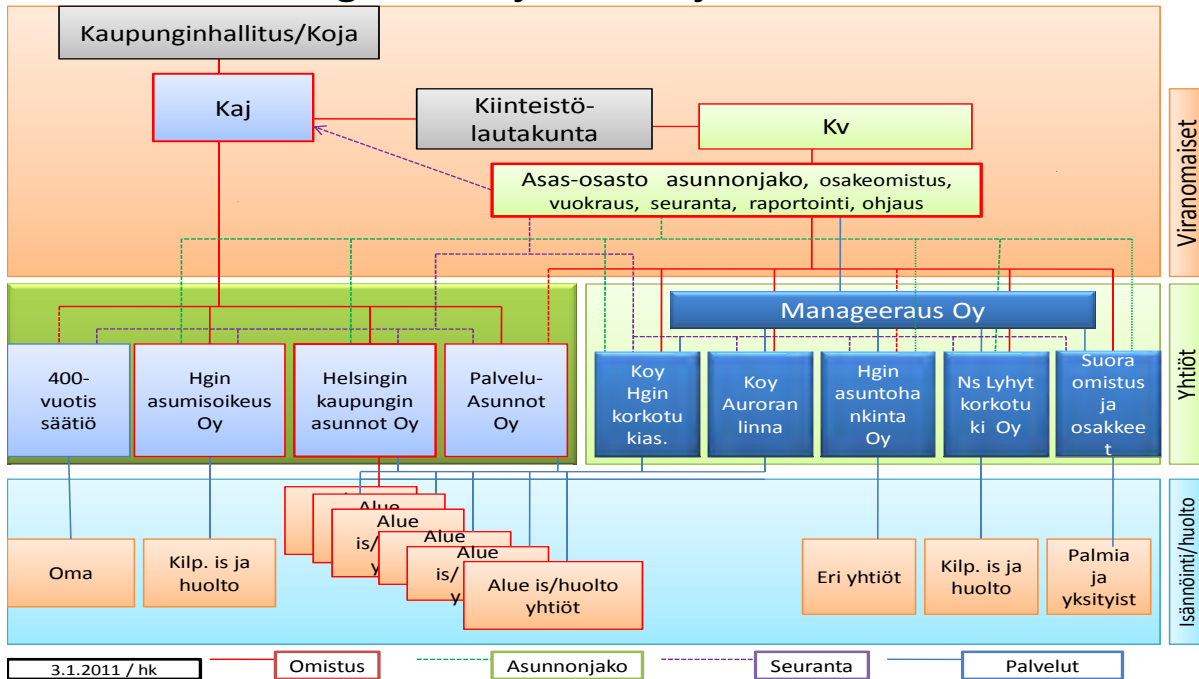 Kaupunginhallitus/Koja
Kaj
Kiinteistö-
lautakunta
Kv
Asas-osasto asunnonjako, osakeomistus,
vuokraus, seuranta, raportointi, ohjaus
Viranomaiset
Manageeraus Oy
400-
vuotis
säätiö
Hgin
asumisoikeus
Oy
Helsingin
kaupungin
asunnot Oy
Palvelu-
Asunnot
Oy
Koy
Hgin
korkotu
kias.
Koy
Auroran
linna
Hgin
asuntoha
nkinta
Oy
Ns Lyhyt
korkotu
ki Oy
Suora
omistus
ja
osakkee
t
Yhtiöt
Oma
Kilp. is ja
huolto
Alue
Alue
is/
y
Alue
Alue
is/
y
Alue is/huolto
yhtiöt
Eri yhtiöt
Kilp. is ja
huolto
Palmia
ja
yksityist
Isännöinti/huolto
3.1.2011 / hk
Omistus
Asunnonjako
Seuranta
Palvelut